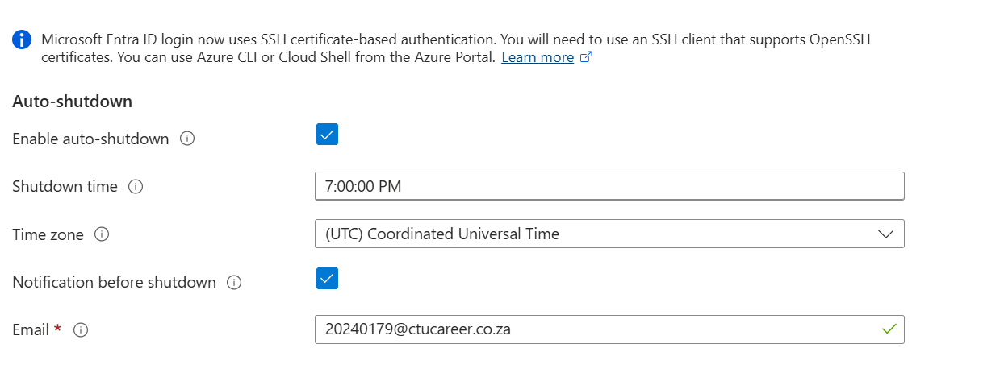 Microsoft Entra ID login now uses SSH certificate-based authentication. You will need to use an SSH client that supports OpenSSH
certificates. You can use Azure CLI or Cloud Shell from the Azure Portal. Learn more
Auto-shutdown
Enable auto-shutdown
Shutdown time 7:00:00 PM
Time zone (UTC) Coordinated Universal Time
Notification before shutdown
Email * 20240179@ctucareer.co.za